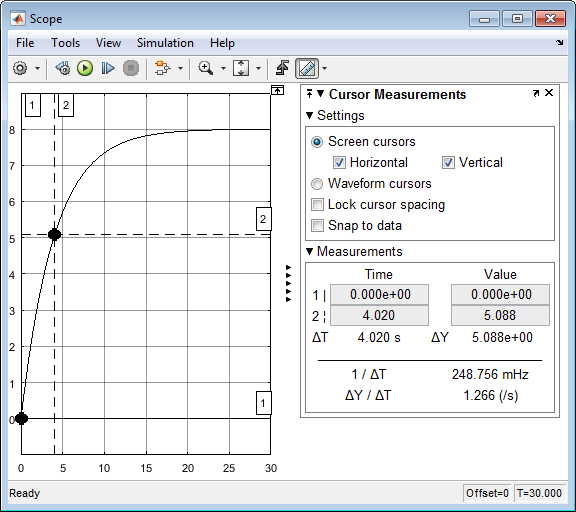 Scope
File Tools View Simulation Help
1 2
8
7
6
5
4
3
2
1
0
2
1
0 5 10 15 20 25 30
Cursor Measurements
Settings
Screen cursors
Horizontal Vertical
Waveform cursors
Lock cursor spacing
Snap to data
Measurements
Time Value
1 | 0.000e+00 0.000e+00
2 ¦ 4.020 5.088
ΔT 4.020 s ΔY 5.088e+00
1 / ΔT 248.756 mHz
ΔY / ΔT 1.266 (/s)
Ready Offset=0 T=30.000